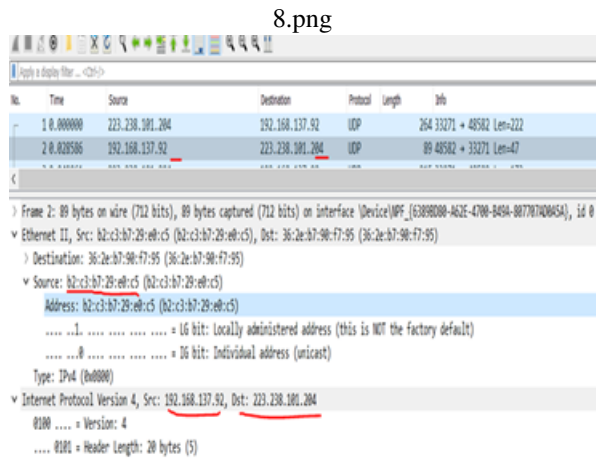 8.png
Apply a display filter ... <Ctrl-/>
No. Time Source Destination Protocol Length Info
1 0.000000 223.238.101.204 192.168.137.92 UDP 264 33271 → 48582 Len=222
2 0.028586 192.168.137.92 223.238.101.204 UDP 89 48582 → 33271 Len=47
Frame 2: 89 bytes on wire (712 bits), 89 bytes captured (712 bits) on interface \Device\NPF_{6389BD80-A62E-4700-B49A-807707AD0A5A}, id 0
Ethernet II, Src: b2:c3:b7:29:e0:c5 (b2:c3:b7:29:e0:c5), Dst: 36:2e:b7:90:f7:95 (36:2e:b7:90:f7:95)
Destination: 36:2e:b7:90:f7:95 (36:2e:b7:90:f7:95)
Source: b2:c3:b7:29:e0:c5 (b2:c3:b7:29:e0:c5)
Address: b2:c3:b7:29:e0:c5 (b2:c3:b7:29:e0:c5)
.... ..1. .... .... .... .... = LG bit: Locally administered address (this is NOT the factory default)
.... ...0 .... .... .... .... = IG bit: Individual address (unicast)
Type: IPv4 (0x0800)
Internet Protocol Version 4, Src: 192.168.137.92, Dst: 223.238.101.204
0100 .... = Version: 4
.... 0101 = Header Length: 20 bytes (5)